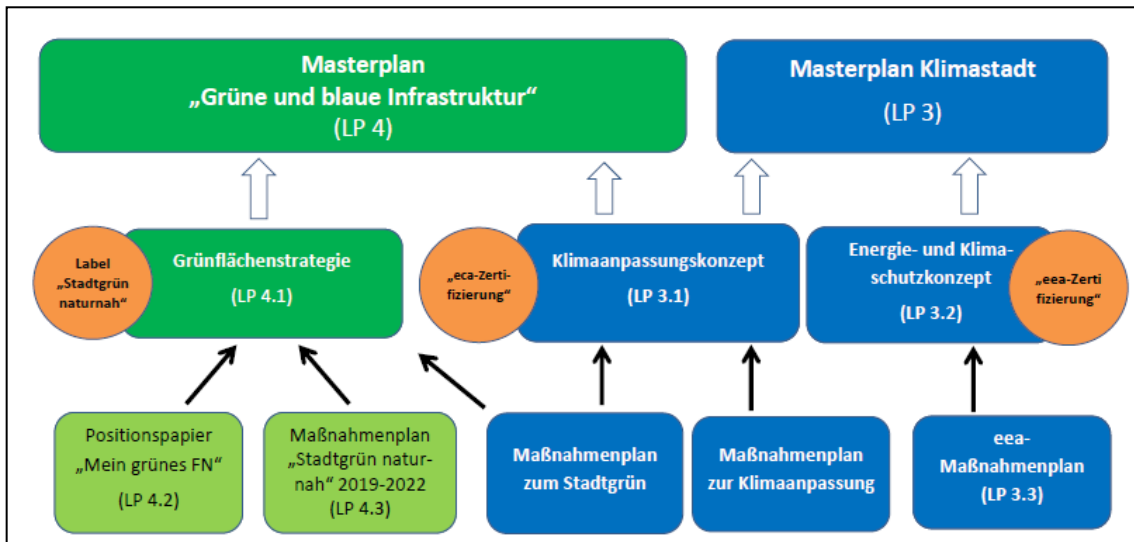 Masterplan
„Grüne und blaue Infrastruktur“
(LP 4)
Masterplan Klimastadt
(LP 3)
Label
„Stadtgrün
naturnah“
Grünflächenstrategie
(LP 4.1)
„eca-Zerti-
fizierung“
Klimaanpassungskonzept
(LP 3.1)
Energie- und Klima-
schutzkonzept
(LP 3.2)
„eea-Zerti
fizierung“
Positionspapier
„Mein grünes FN“
(LP 4.2)
Maßnahmenplan
„Stadtgrün natur-
nah“ 2019-2022
(LP 4.3)
Maßnahmenplan
zum Stadtgrün
Maßnahmenplan
zur Klimaanpassung
eea-
Maßnahmenplan
(LP 3.3)